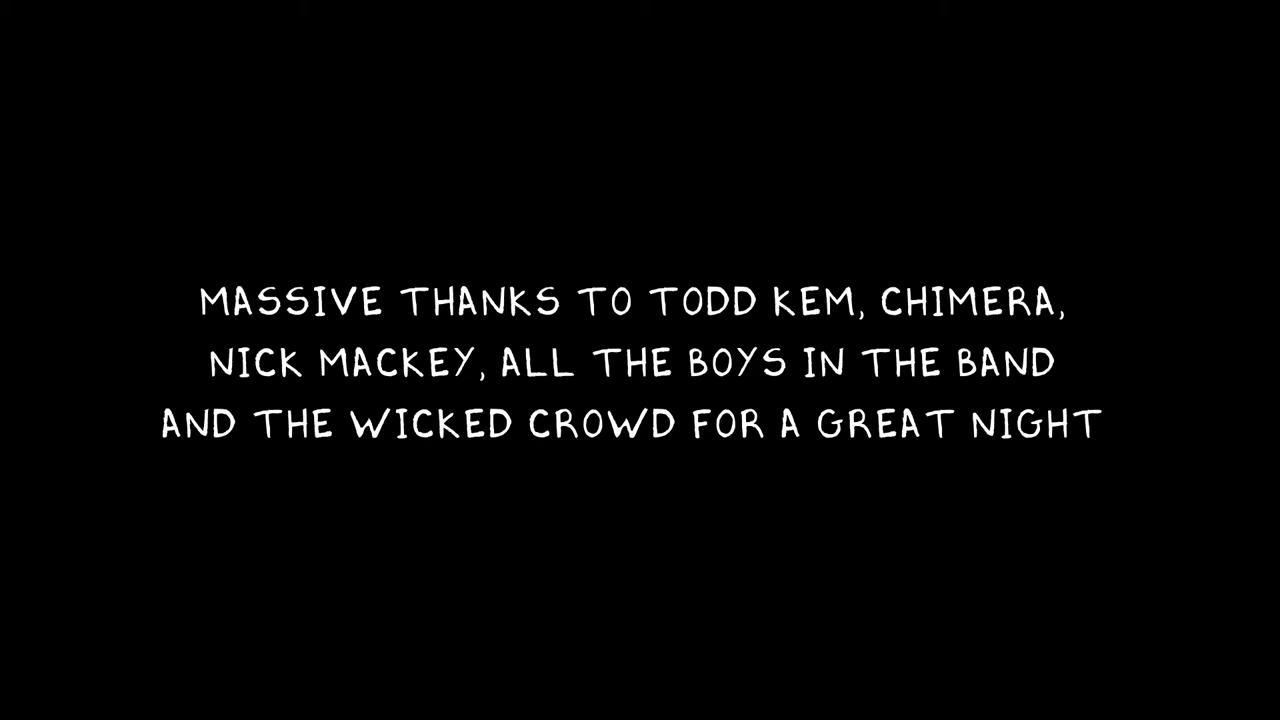 MASSIVE THANKS TO TODD KEM, CHIMERA,
NICK MACKEY, ALL THE BOYS IN THE BAND
AND THE WICKED CROWD FOR A GREAT NIGHT